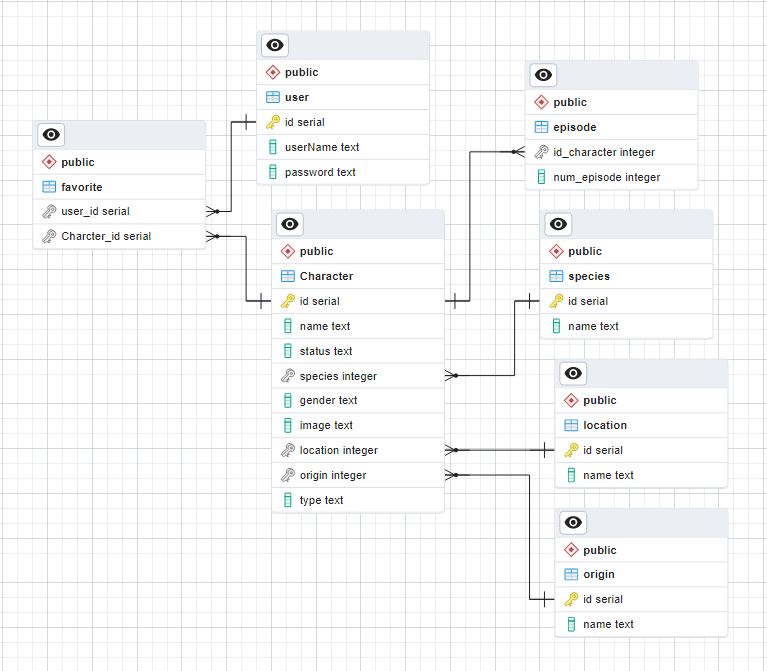 public
user
id serial
userName text
password text
public
episode
id_character integer
num_episode integer
public
favorite
user_id serial
Charcter_id serial
public
Character
id serial
name text
status text
species integer
gender text
image text
location integer
origin integer
type text
public
species
id serial
name text
public
location
id serial
name text
public
origin
id serial
name text